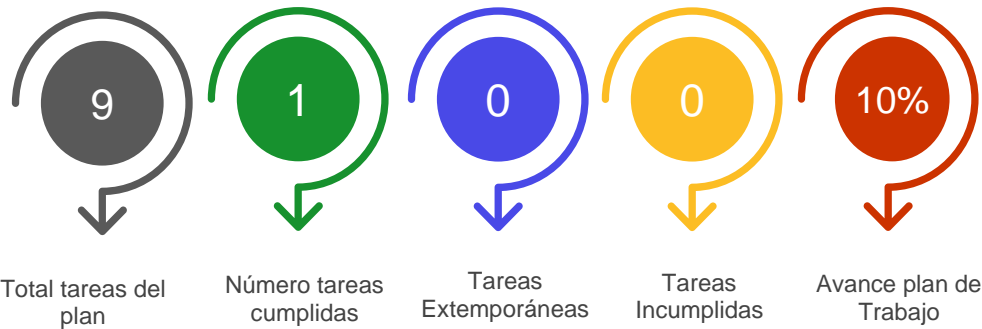 9
1
0
0
10%
Total tareas del
plan
Número tareas
cumplidas
Tareas
Extemporáneas
Tareas
Incumplidas
Avance plan de
Trabajo